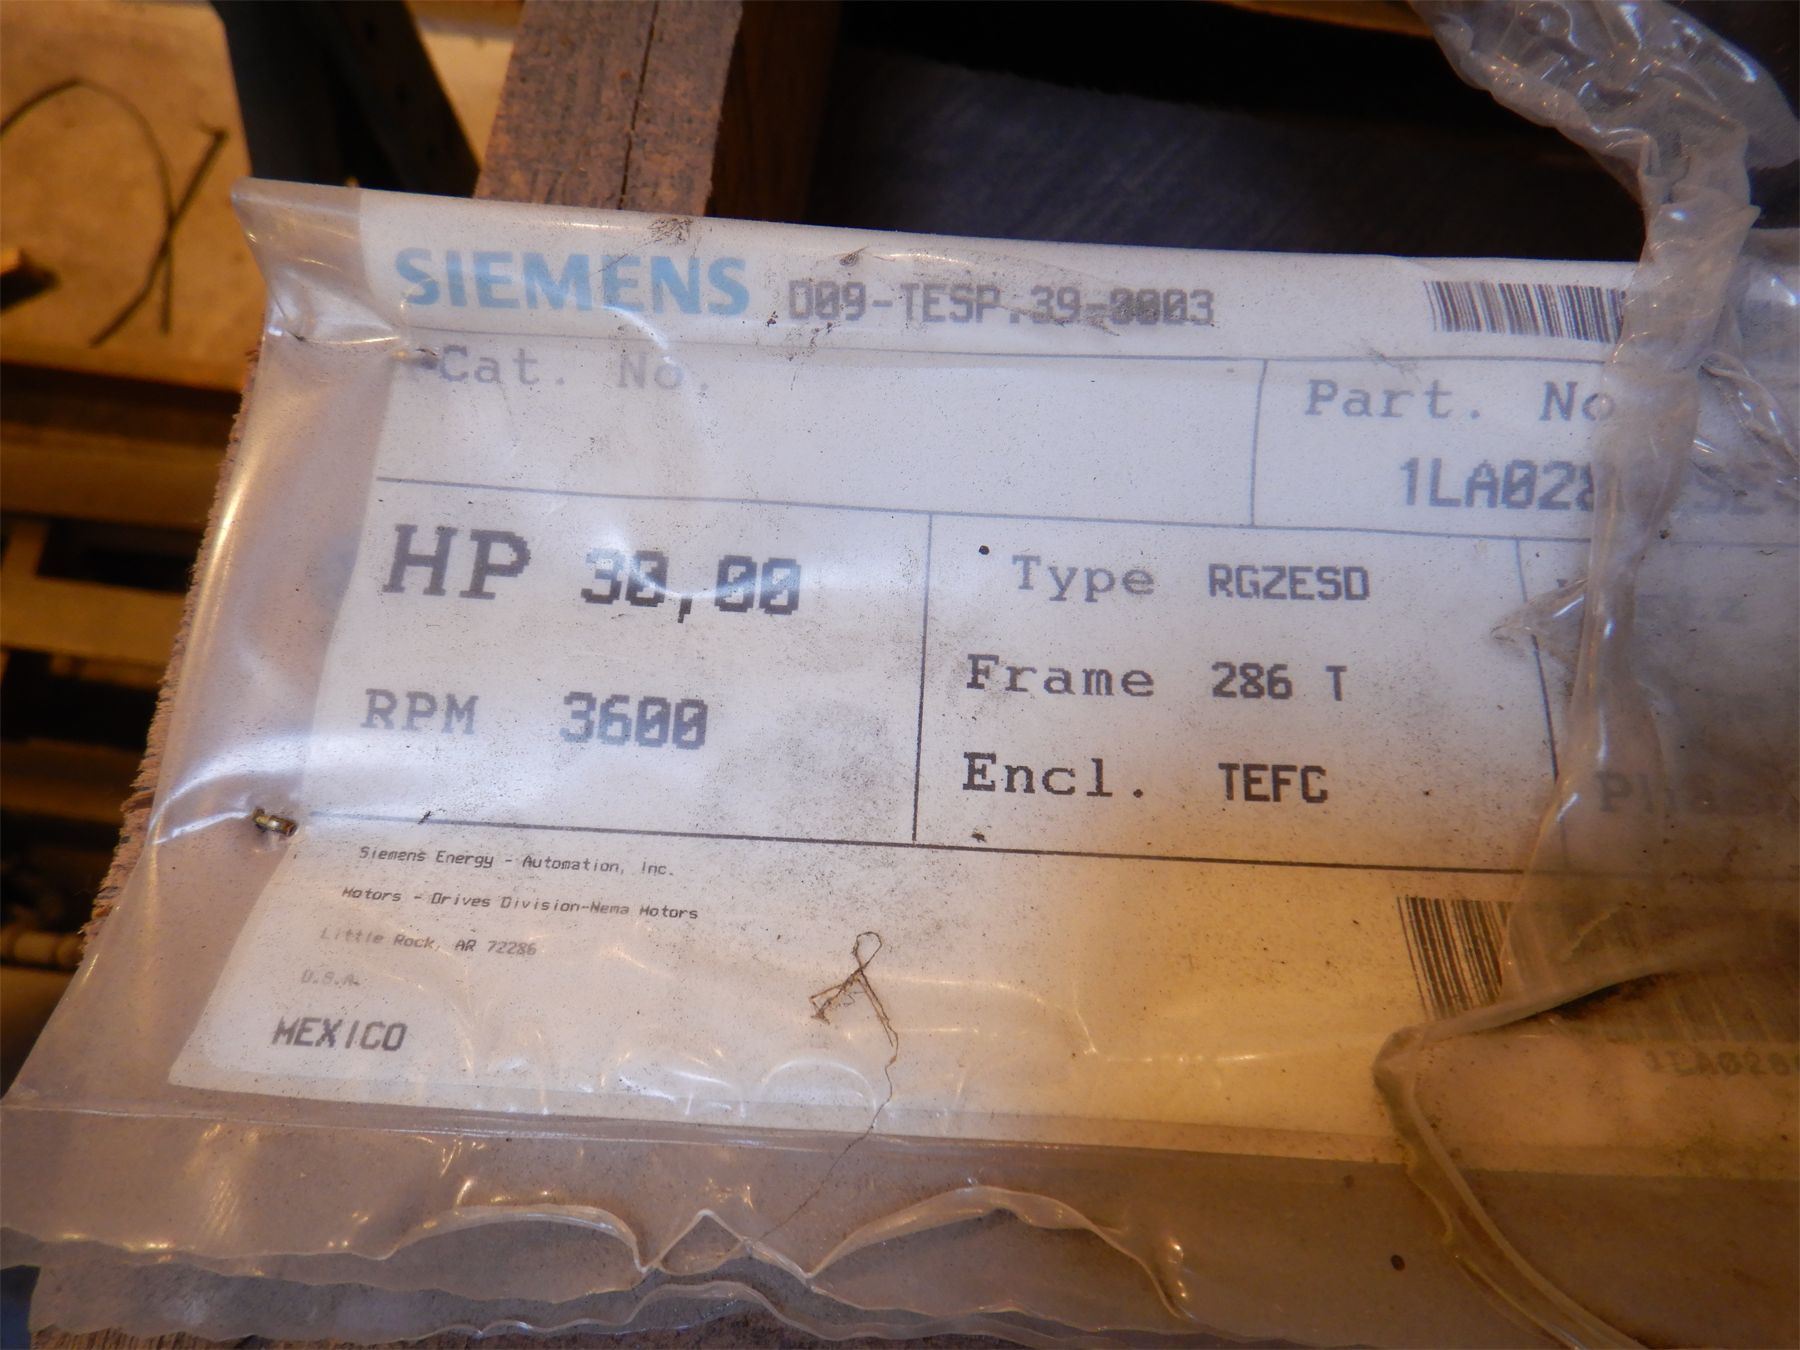 SIEMENS D09-TESP.39-0003
Cat. No.
Part. No
1LA028
HP 30,00
Type RGZESD
Frame 286 T
RPM 3600
Encl. TEFC
Siemens Energy - Automation, Inc.
Motors - Drives Division-Nema Motors
Little Rock, AR 72286
U.S.A.
MEXICO